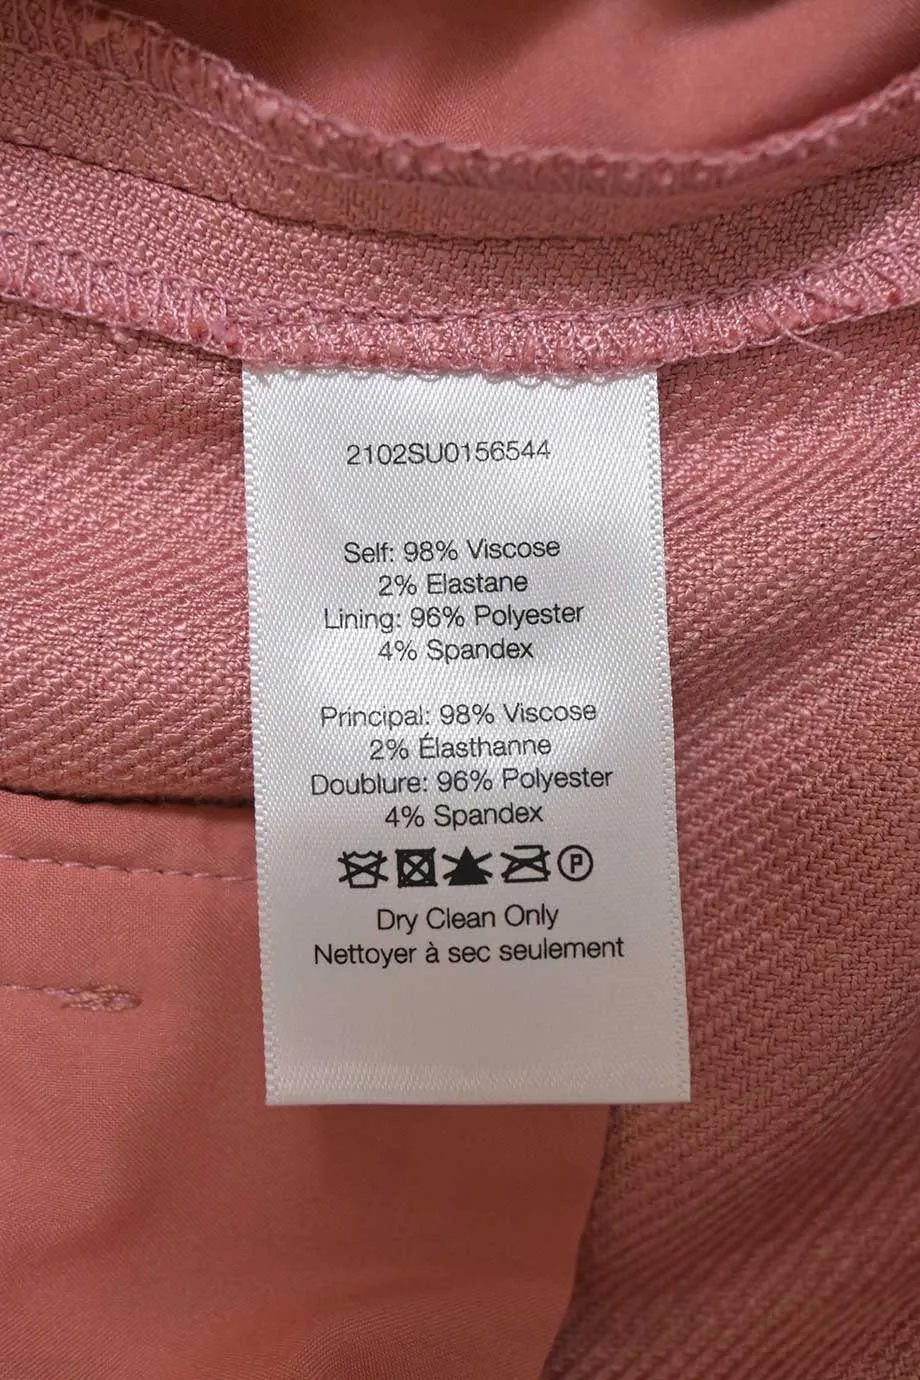 2102SU0156544
Self: 98% Viscose
2% Elastane
Lining: 96% Polyester
4% Spandex
Principal: 98% Viscose
2% Élasthanne
Doublure: 96% Polyester
4% Spandex
P
Dry Clean Only
Nettoyer à sec seulement